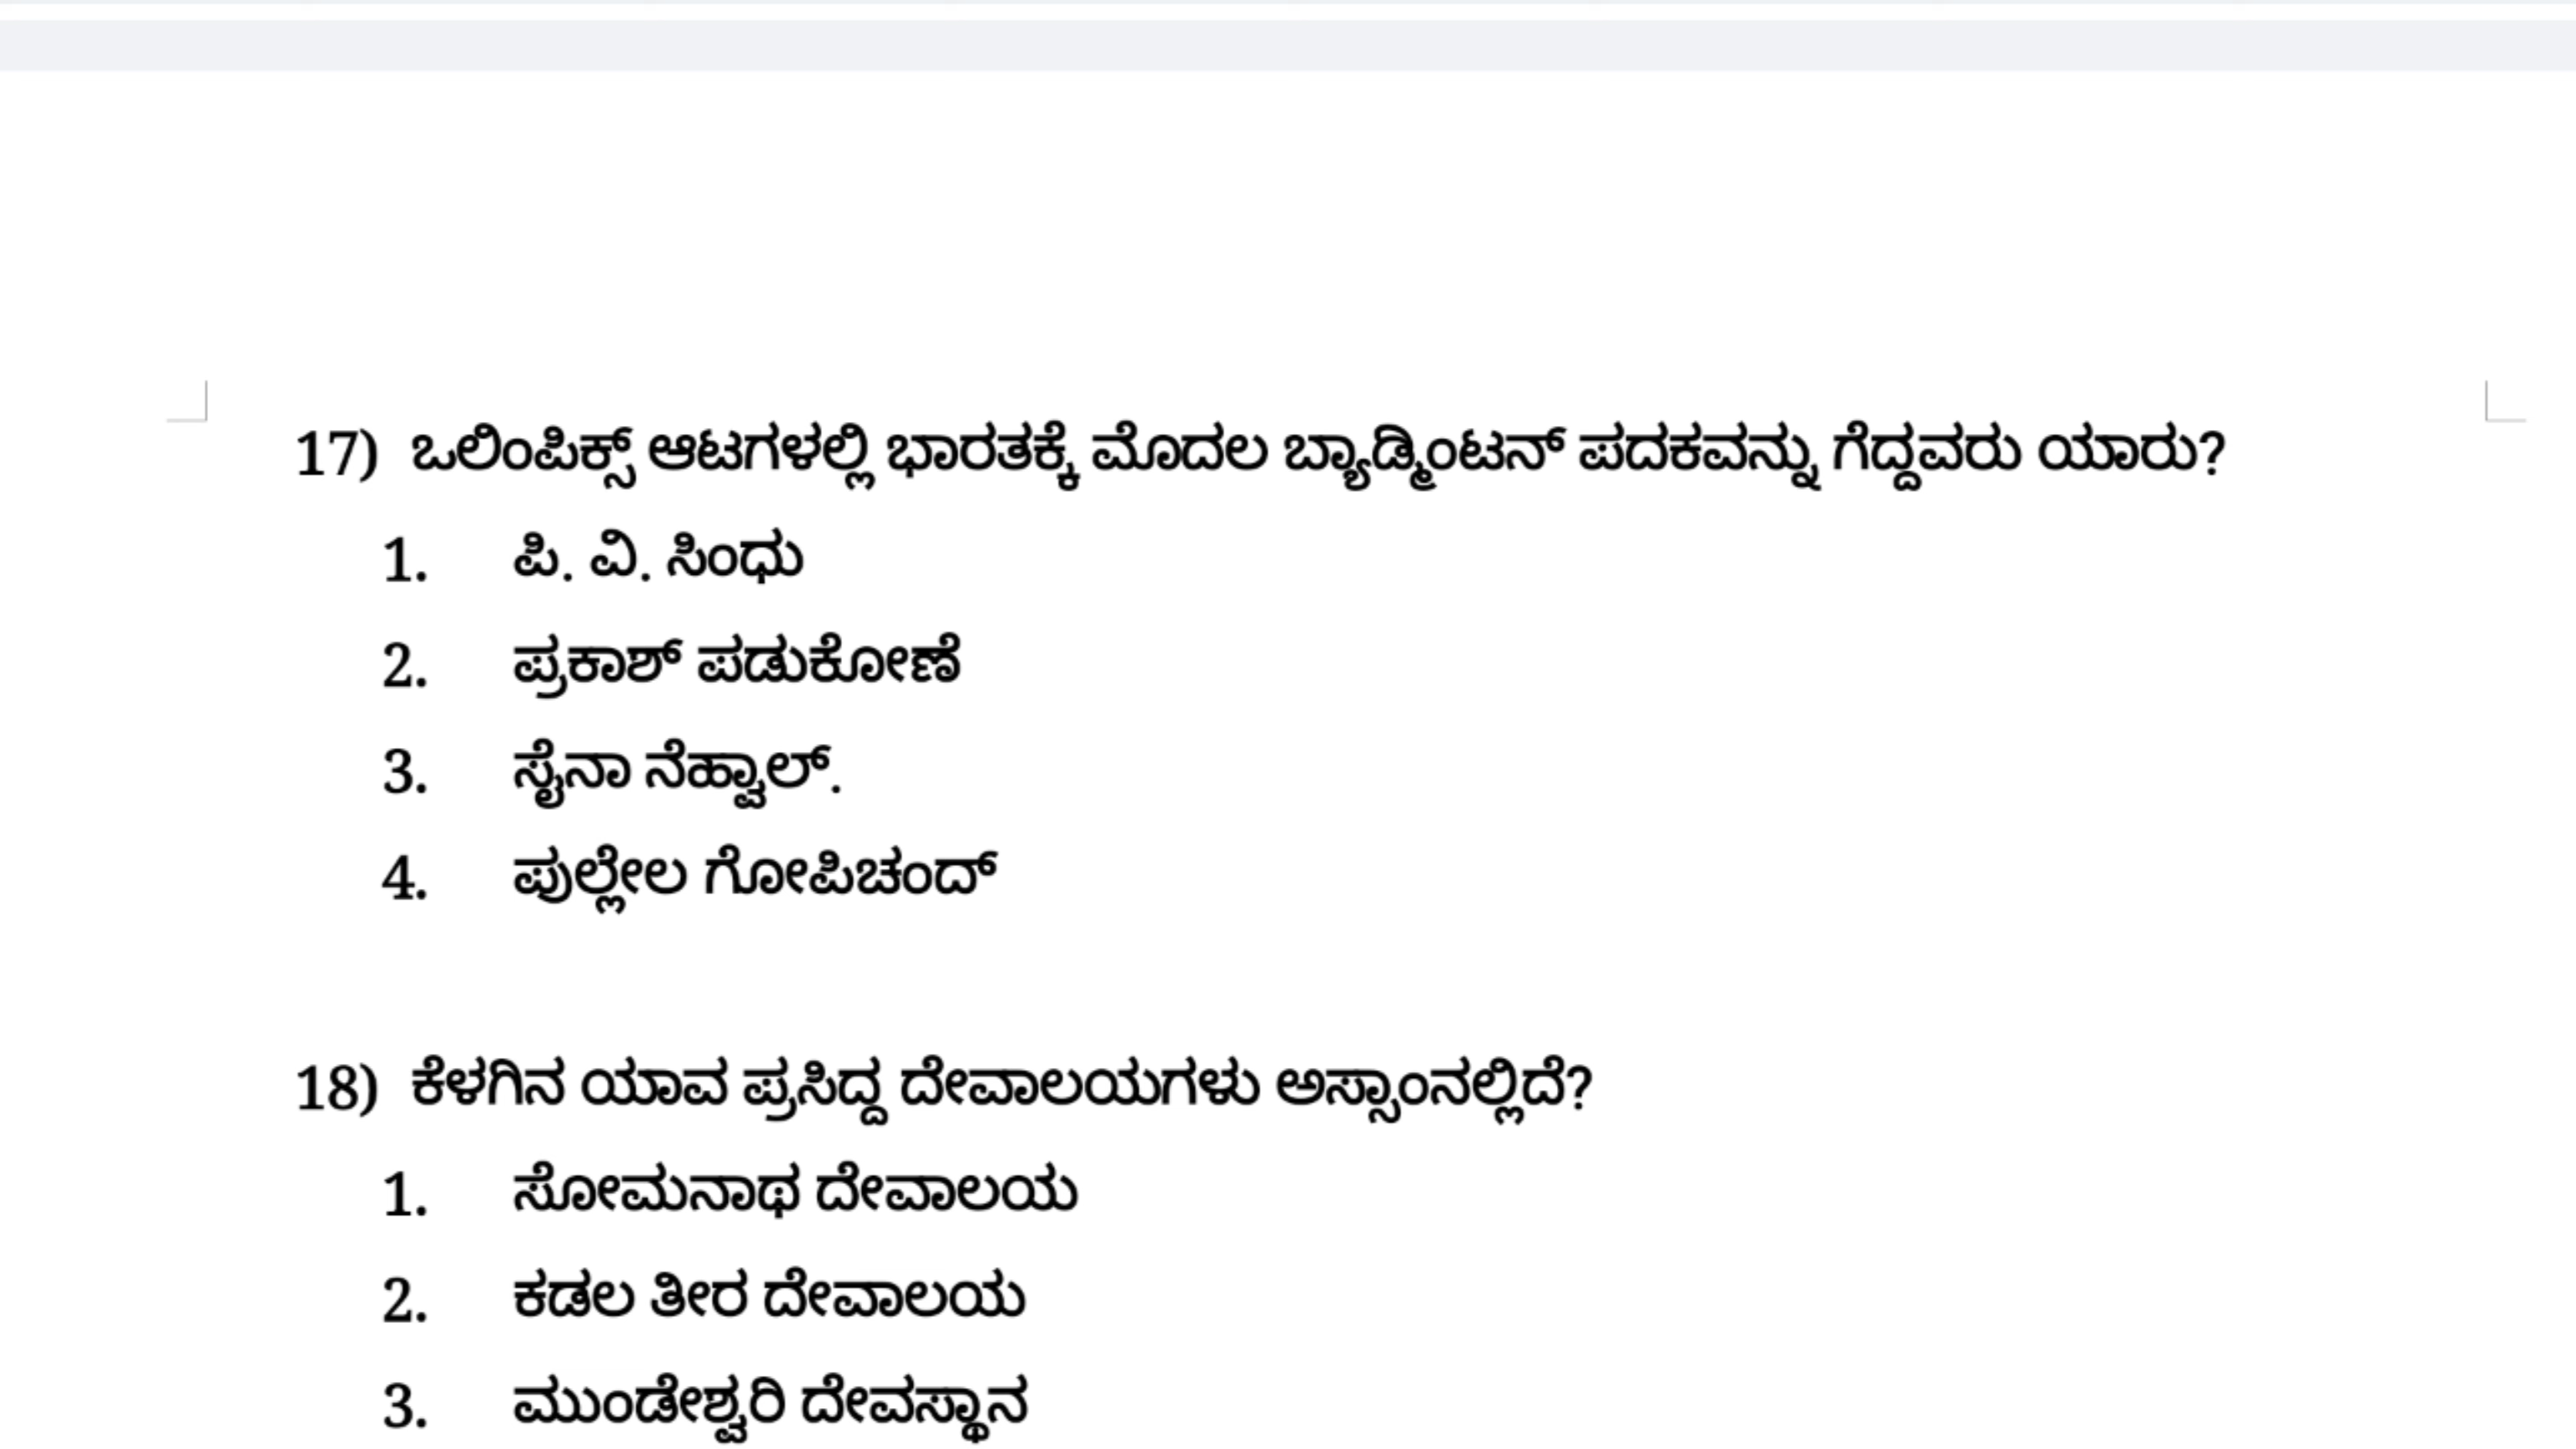 17) ಒಲಿಂಪಿಕ್ಸ್ ಆಟಗಳಲ್ಲಿ ಭಾರತಕ್ಕೆ ಮೊದಲ ಬ್ಯಾಡ್ಮಿಂಟನ್ ಪದಕವನ್ನು ಗೆದ್ದವರು ಯಾರು?
1. ಪಿ. ವಿ. ಸಿಂಧು
2. ಪ್ರಕಾಶ್ ಪಡುಕೋಣೆ
3. ಸೈನಾ ನೆಹ್ವಾಲ್.
4. ಪುಲ್ಲೇಲ ಗೋಪಿಚಂದ್
18) ಕೆಳಗಿನ ಯಾವ ಪ್ರಸಿದ್ದ ದೇವಾಲಯಗಳು ಅಸ್ಸಾಂನಲ್ಲಿದೆ?
1. ಸೋಮನಾಥ ದೇವಾಲಯ
2. ಕಡಲ ತೀರ ದೇವಾಲಯ
3. ಮುಂಡೇಶ್ವರಿ ದೇವಸ್ಥಾನ